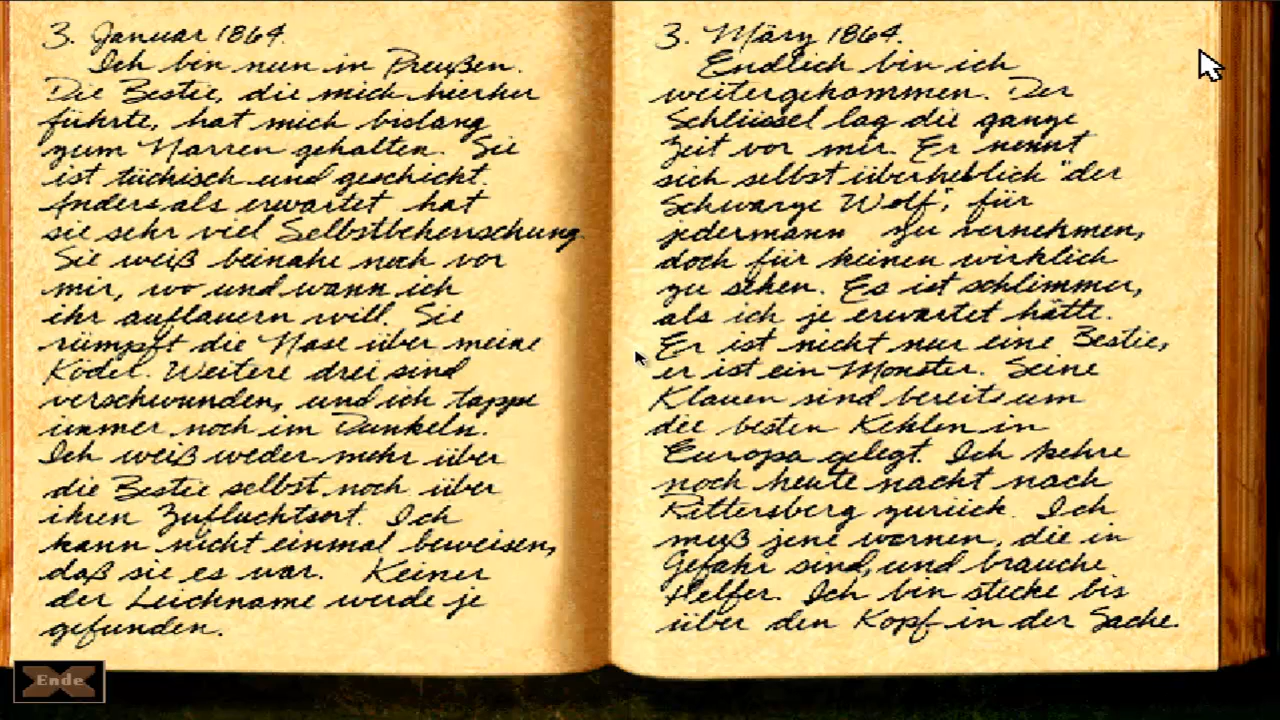 3. Januar 1864.
Ich bin nun in Preußen.
Die Bestie, die mich hierher
führte, hat mich bislang
zum Narren gehalten. Sie
ist tückisch und geschickt.
Anders als erwartet hat
sie sehr viel Selbstbeherrschung.
Sie weiß beinahe noch vor
mir, wo und wann ich
ihr auflauern will. Sie
rümpft die Nase über meine
Ködel. Weitere drei sind
verschwunden, und ich tappe
immer noch im Dunkeln.
Ich weiß weder mehr über
die Bestie selbst noch über
ihren Zufluchtsort. Ich
kann nicht einmal beweisen,
daß sie es war. Keiner
der Leichname werde je
gefunden.
3. März 1864.
Endlich bin ich
weitergekommen. Der
Schlüssel lag die ganze
Zeit vor mir. Er nennt
sich selbst überheblich "der
Schwarze Wolf", für
jedermann zu vernehmen,
doch für keinen wirklich
zu sehen. Es ist schlimmer,
als ich je erwartet hätte.
Er ist nicht nur eine Bestie,
er ist ein Monster. Seine
Klauen sind bereits um
die besten Kehlen in
Europa gelegt. Ich kehre
noch heute nacht nach
Rittersberg zurück. Ich
muß jene warnen, die in
Gefahr sind, und brauche
Helfer. Ich bin stecke bis
über den Kopf in der Sache.
Ende